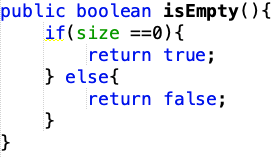 public boolean isEmpty(){
    if(size ==0){
        return true;
    } else{
        return false;
    }
}